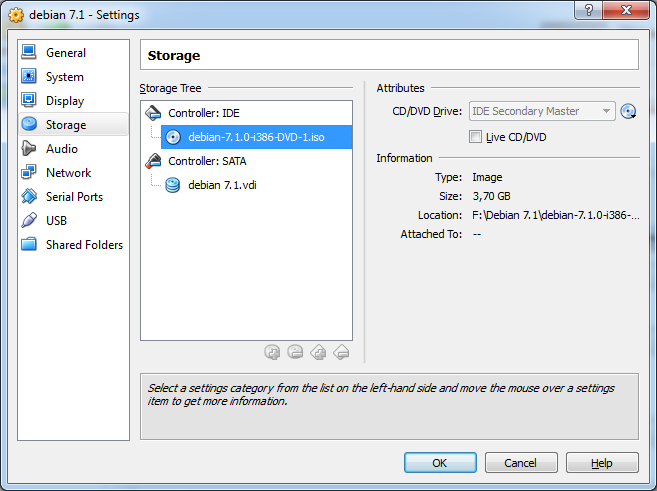 debian 7.1 - Settings
General
System
Display
Storage
Audio
Network
Serial Ports
USB
Shared Folders
Storage
Storage Tree
Controller: IDE
debian-7.1.0-i386-DVD-1.iso
Controller: SATA
debian 7.1.vdi
Attributes
CD/DVD Drive: IDE Secondary Master
Live CD/DVD
Information
Type: Image
Size: 3,70 GB
Location: F:\Debian 7.1\debian-7.1.0-i386-...
Attached To: --
Select a settings category from the list on the left-hand side and move the mouse over a settings
item to get more information.
OK Cancel Help